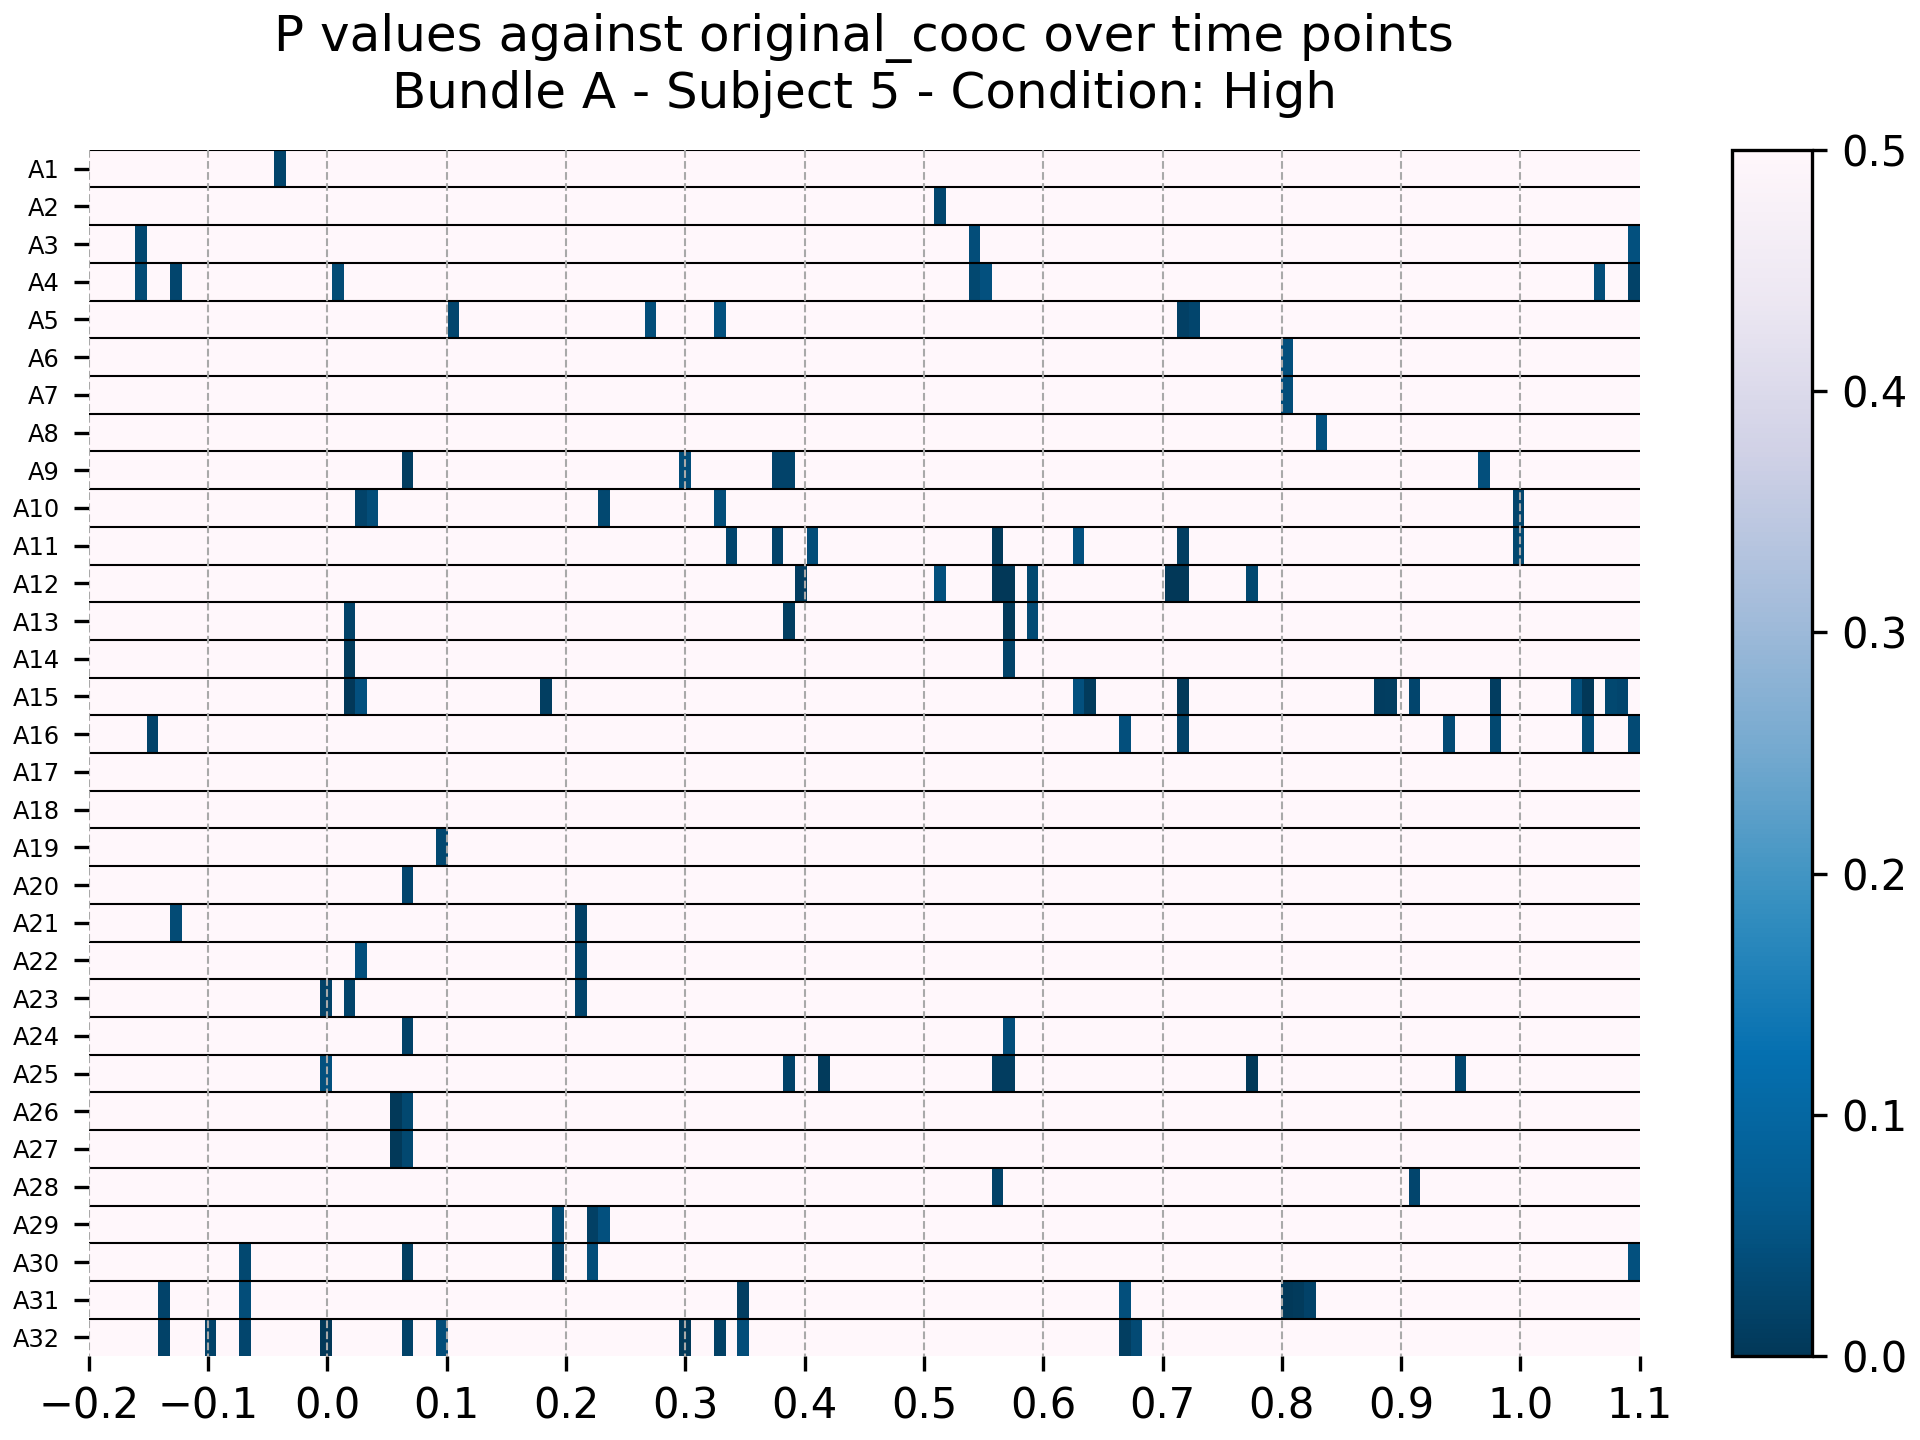 P values against original_cooc over time points
Bundle A - Subject 5 - Condition: High
A1
A2
A3
A4
A5
A6
A7
A8
A9
A10
A11
A12
A13
A14
A15
A16
A17
A18
A19
A20
A21
A22
A23
A24
A25
A26
A27
A28
A29
A30
A31
A32
−0.2 −0.1 0.0 0.1 0.2 0.3 0.4 0.5 0.6 0.7 0.8 0.9 1.0 1.1
0.5
0.4
0.3
0.2
0.1
0.0